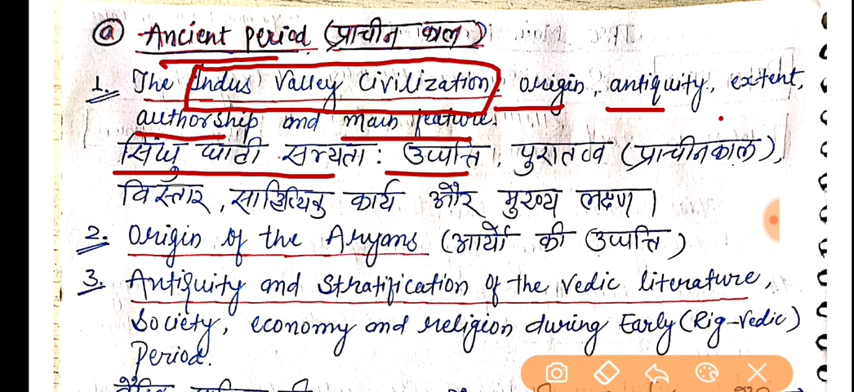 ⓐ Ancient period (प्राचीन काल)
1. The Indus Valley Civilization, origin, antiquity, extent,
authorship and main feature.
सिंधु घाटी सभ्यता : उप्पत्ति, पुरातत्व (प्राचीनकाल),
विस्तार, साहित्यिक कार्य और मुख्य लक्षण।
2. Origin of the Aryans (आर्यो की उप्पत्ति)
3. Antiquity and Stratification of the Vedic literature,
Society, economy and religion during Early (Rig-Vedic)
Period.